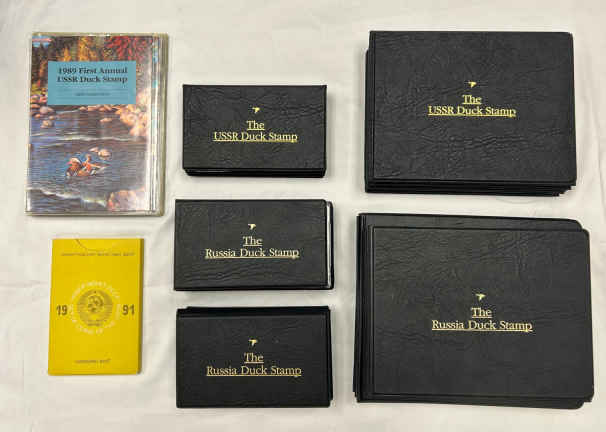 1989 First Annual
USSR Duck Stamp
The
USSR Duck Stamp
The
USSR Duck Stamp
The
Russia Duck Stamp
The
Russia Duck Stamp
The
Russia Duck Stamp
19 91